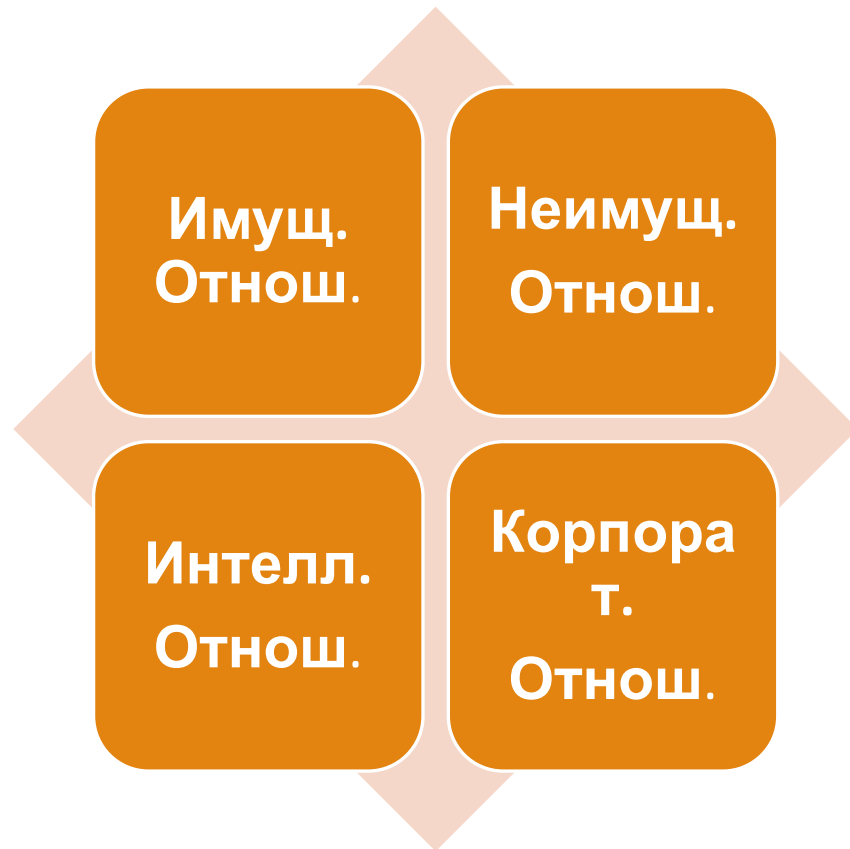 Имущ.
Отнош.
Неимущ.
Отнош.
Интелл.
Отнош.
Корпора
т.
Отнош.